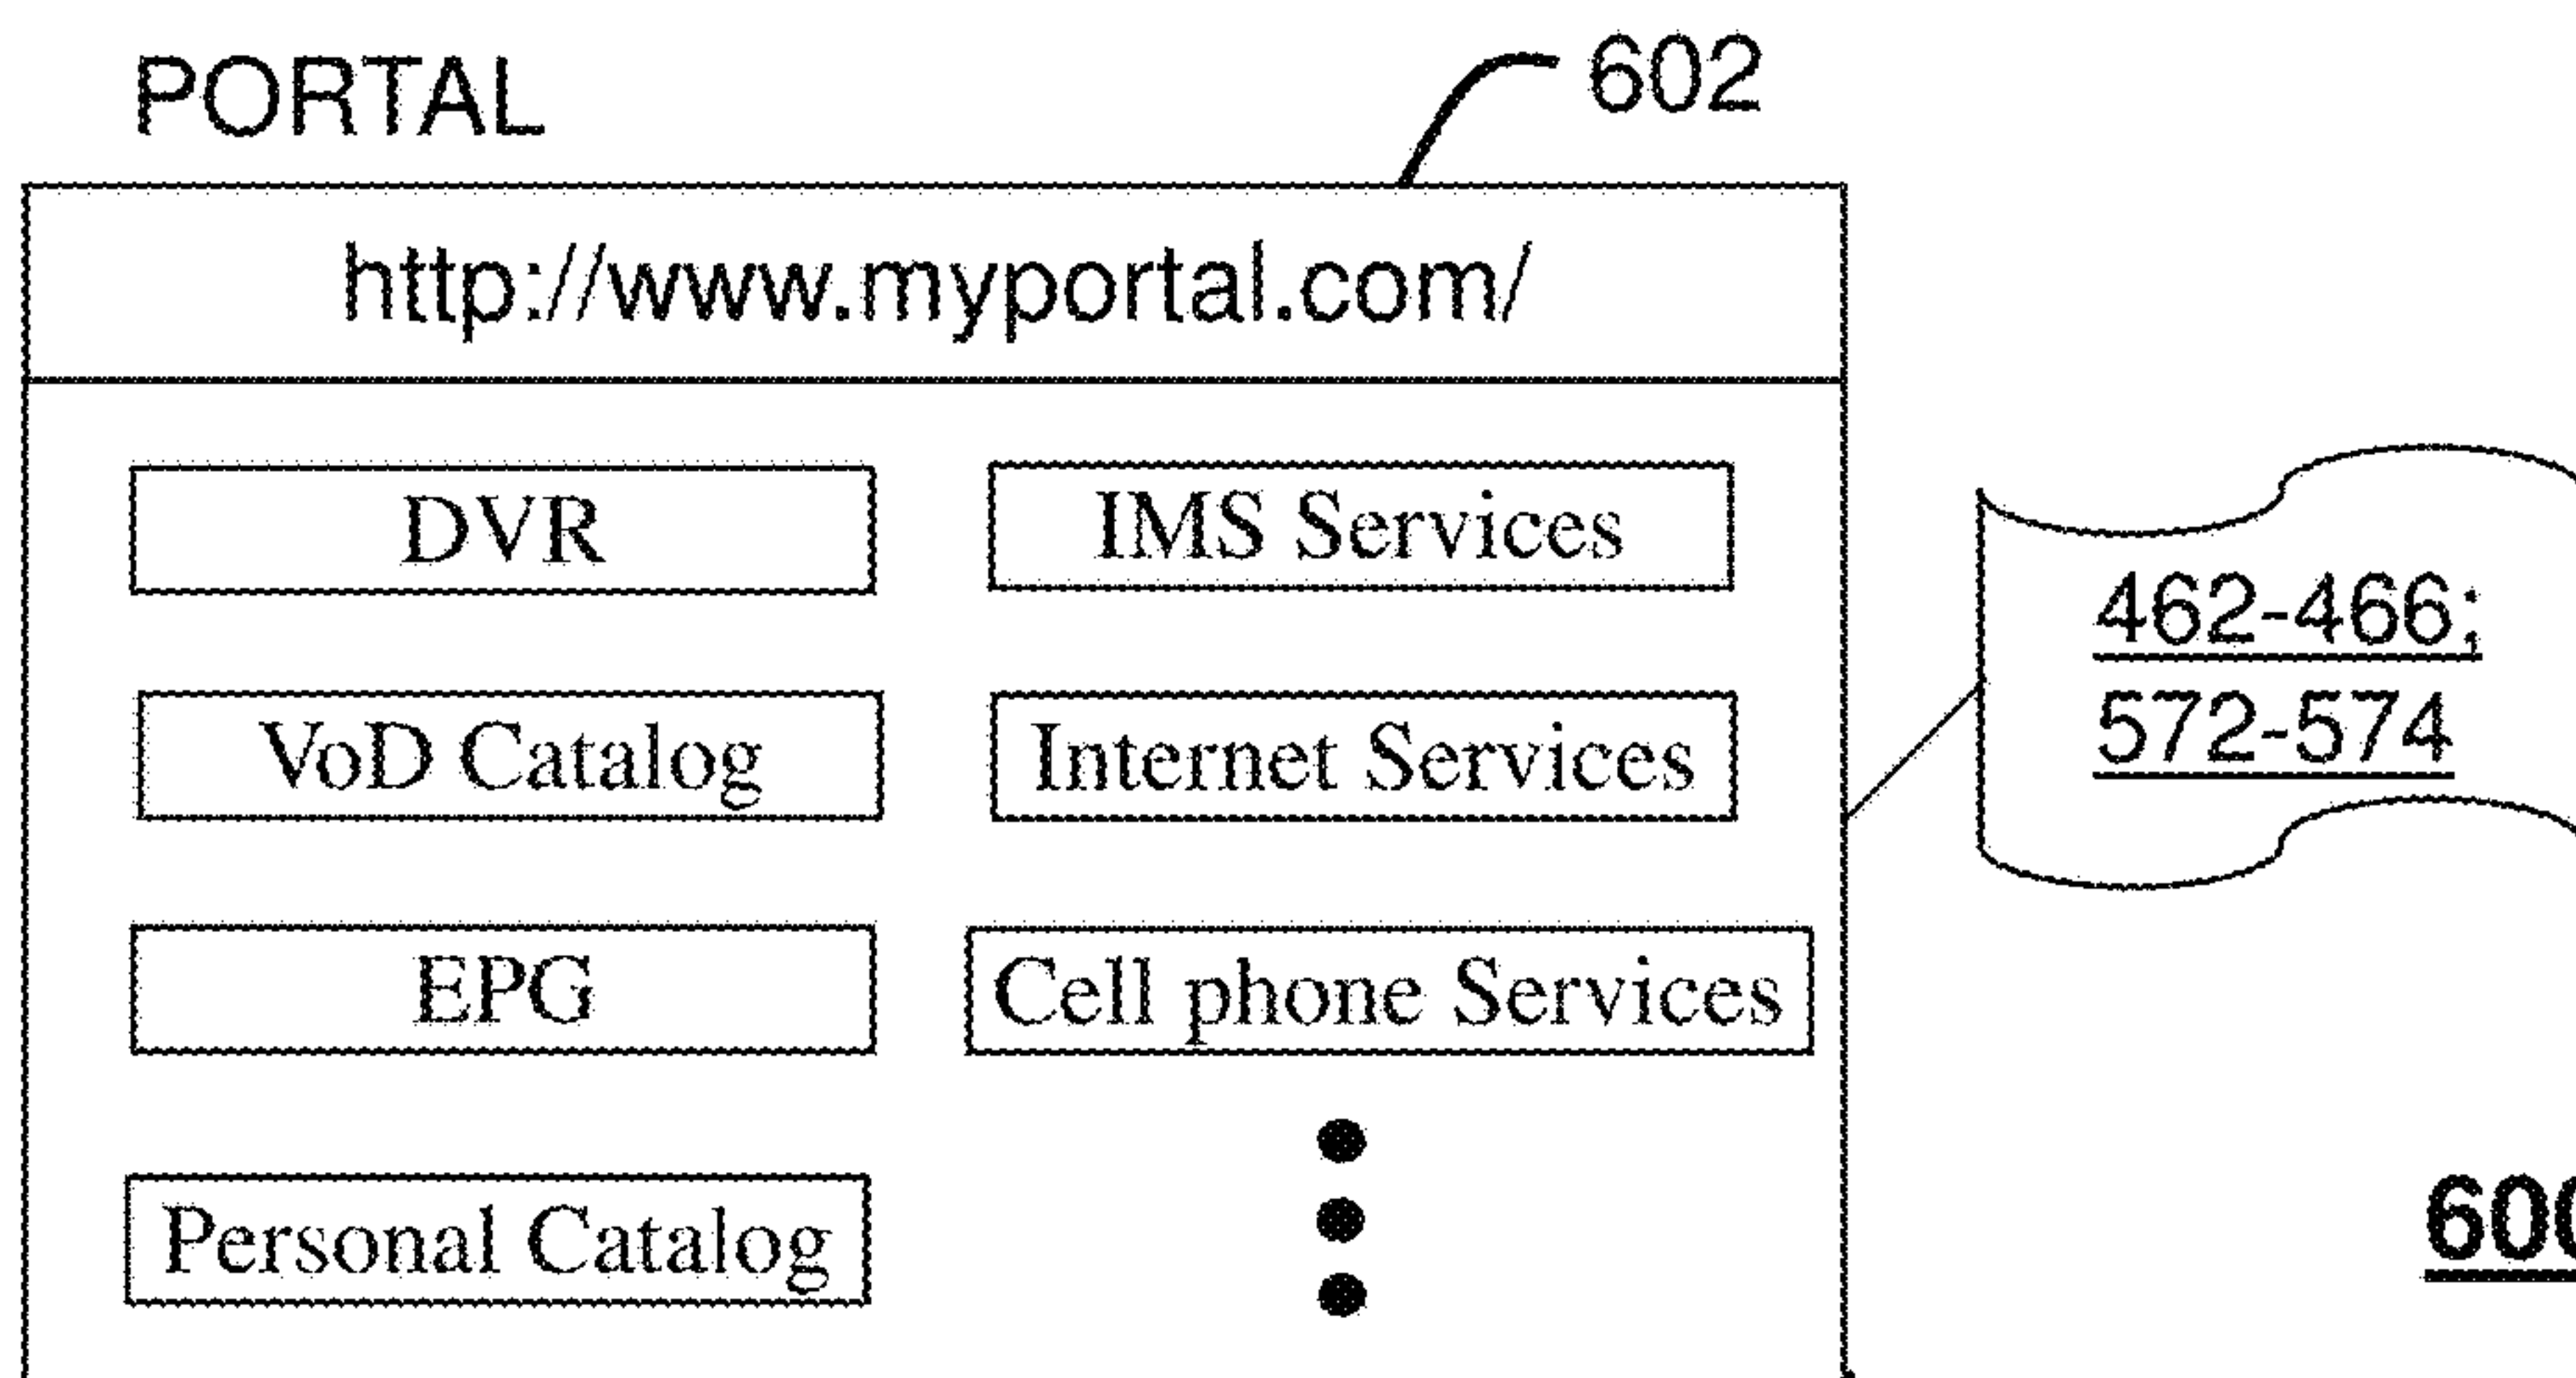 PORTAL
602
http://www.myportal.com/
DVR
IMS Services
462-466;
572-574
VoD Catalog
Internet Services
EPG
Cell phone Services
Personal Catalog